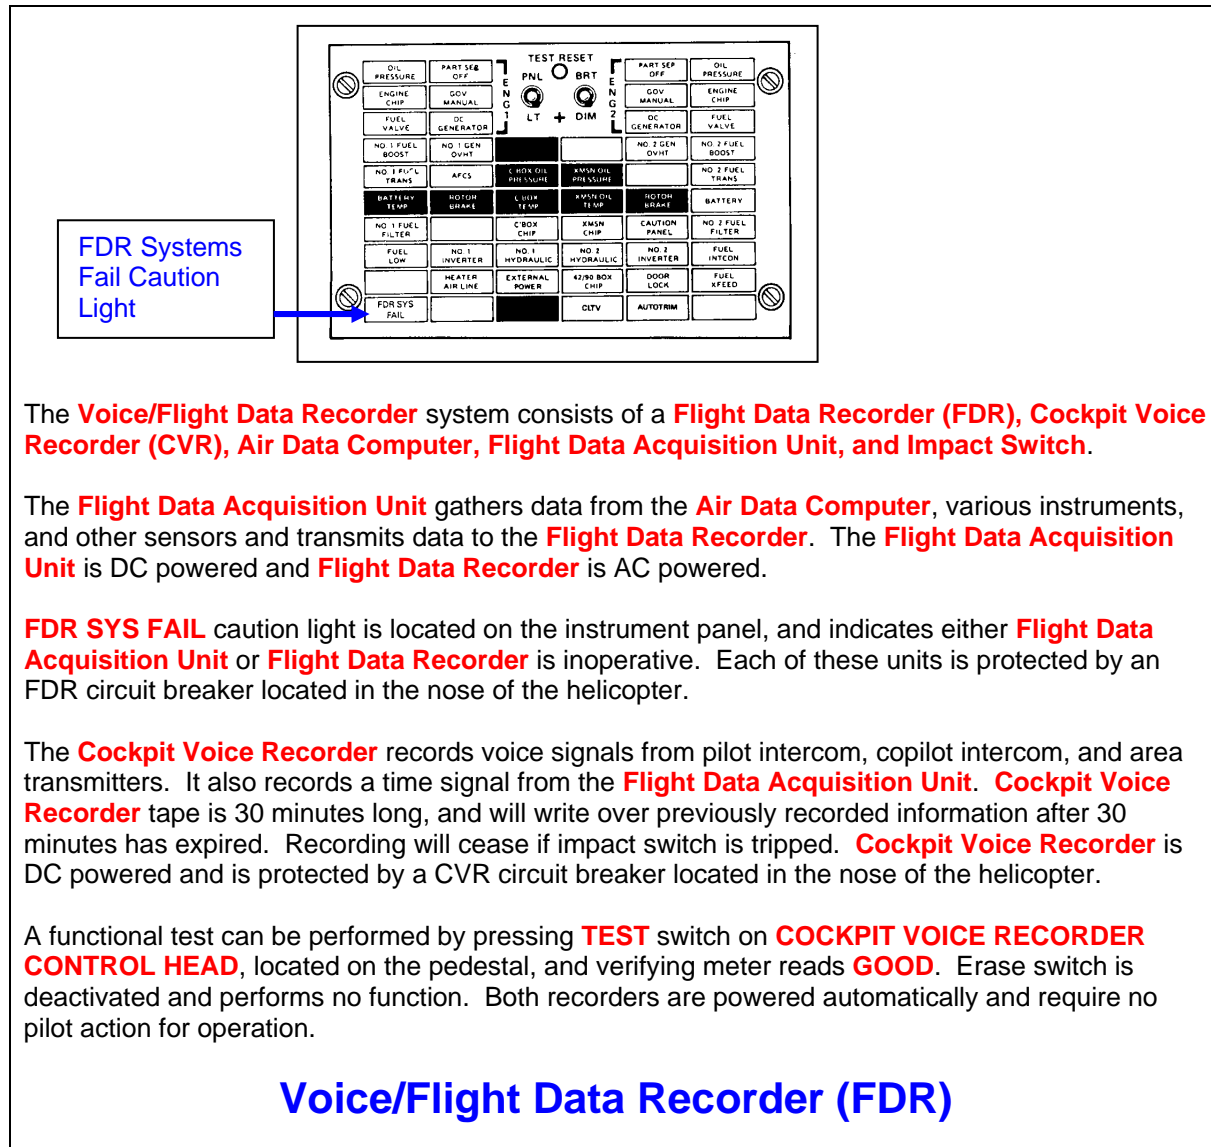 TEST RESET
PNL BRT
LT + DIM
ENG 1
ENG 2
OIL PRESSURE PART SEP OFF PART SEP OFF OIL PRESSURE
ENGINE CHIP GOV MANUAL GOV MANUAL ENGINE CHIP
FUEL VALVE DC GENERATOR DC GENERATOR FUEL VALVE
NO. 1 FUEL BOOST NO. 1 GEN OVHT NO. 2 GEN OVHT NO. 2 FUEL BOOST
NO. 1 FUEL TRANS AFCS C'BOX OIL PRESSURE XMSN OIL PRESSURE NO. 2 FUEL TRANS
BATTERY TEMP ROTOR BRAKE C'BOX TEMP XMSN OIL TEMP ROTOR BRAKE BATTERY
NO. 1 FUEL FILTER C'BOX CHIP XMSN CHIP CAUTION PANEL NO. 2 FUEL FILTER
FUEL LOW NO. 1 INVERTER NO. 1 HYDRAULIC NO. 2 HYDRAULIC NO. 2 INVERTER FUEL INTCON
HEATER AIR LINE EXTERNAL POWER 42/90 BOX CHIP DOOR LOCK FUEL XFEED
FDR SYS FAIL CLTV AUTOTRIM
FDR Systems
Fail Caution
Light
The Voice/Flight Data Recorder system consists of a Flight Data Recorder (FDR), Cockpit Voice
Recorder (CVR), Air Data Computer, Flight Data Acquisition Unit, and Impact Switch.
The Flight Data Acquisition Unit gathers data from the Air Data Computer, various instruments,
and other sensors and transmits data to the Flight Data Recorder. The Flight Data Acquisition
Unit is DC powered and Flight Data Recorder is AC powered.
FDR SYS FAIL caution light is located on the instrument panel, and indicates either Flight Data
Acquisition Unit or Flight Data Recorder is inoperative. Each of these units is protected by an
FDR circuit breaker located in the nose of the helicopter.
The Cockpit Voice Recorder records voice signals from pilot intercom, copilot intercom, and area
transmitters. It also records a time signal from the Flight Data Acquisition Unit. Cockpit Voice
Recorder tape is 30 minutes long, and will write over previously recorded information after 30
minutes has expired. Recording will cease if impact switch is tripped. Cockpit Voice Recorder is
DC powered and is protected by a CVR circuit breaker located in the nose of the helicopter.
A functional test can be performed by pressing TEST switch on COCKPIT VOICE RECORDER
CONTROL HEAD, located on the pedestal, and verifying meter reads GOOD. Erase switch is
deactivated and performs no function. Both recorders are powered automatically and require no
pilot action for operation.
Voice/Flight Data Recorder (FDR)